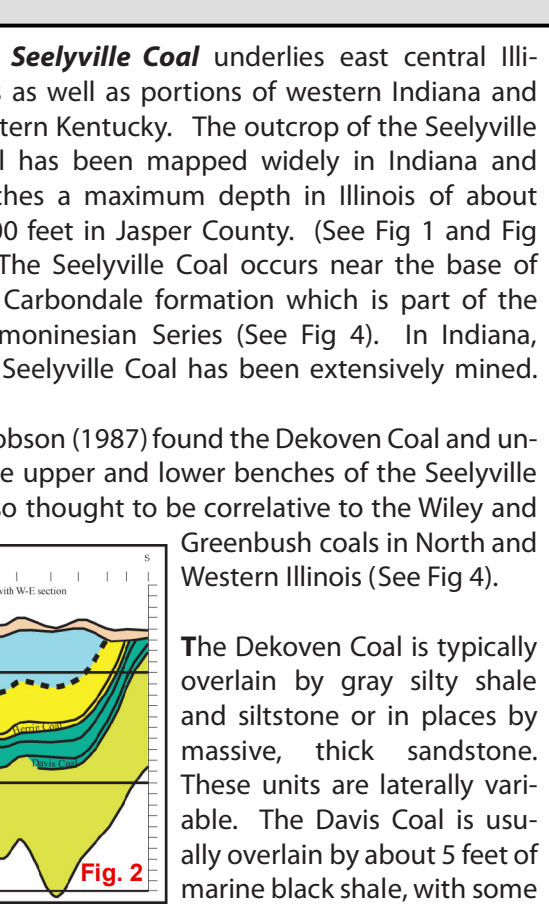 Seelyville Coal underlies east central Illi-
s as well as portions of western Indiana and
tern Kentucky. The outcrop of the Seelyville
l has been mapped widely in Indiana and
ches a maximum depth in Illinois of about
00 feet in Jasper County. (See Fig 1 and Fig
The Seelyville Coal occurs near the base of
Carbondale formation which is part of the
moninesian Series (See Fig 4). In Indiana,
Seelyville Coal has been extensively mined.
obson (1987) found the Dekoven Coal and un-
e upper and lower benches of the Seelyville
so thought to be correlative to the Wiley and
Greenbush coals in North and
Western Illinois (See Fig 4).
The Dekoven Coal is typically
overlain by gray silty shale
and siltstone or in places by
massive, thick sandstone.
These units are laterally vari-
able. The Davis Coal is usu-
ally overlain by about 5 feet of
marine black shale, with some
S
with W-E section
Herrin Coal
Davis Coal
Fig. 2